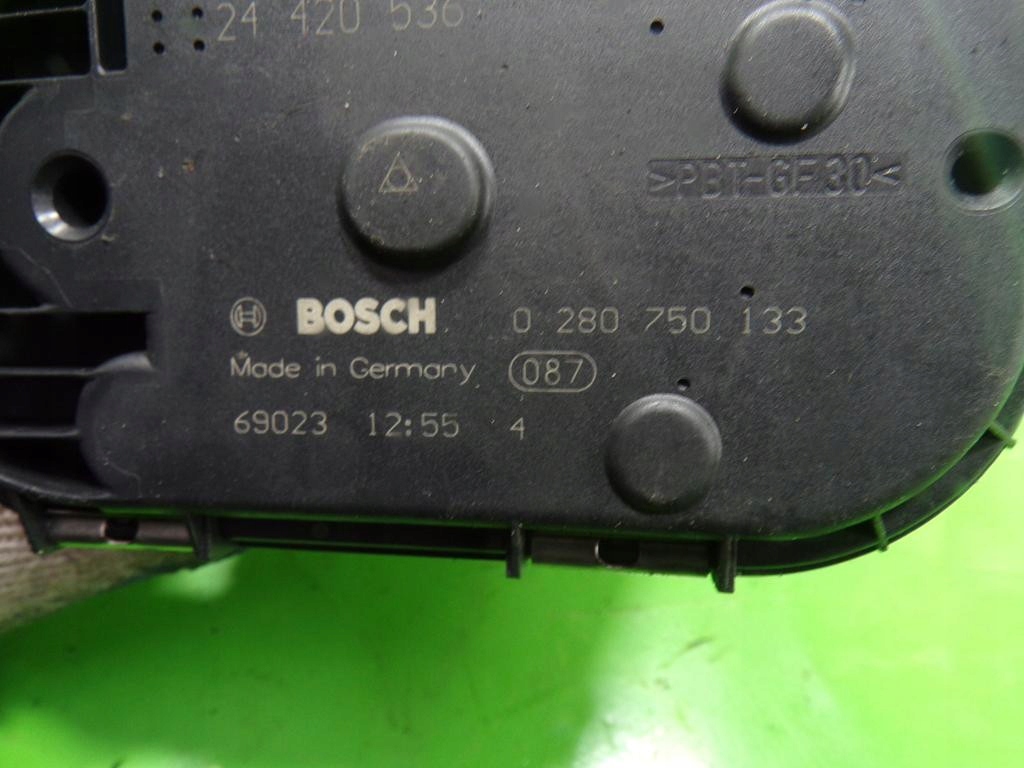 24 420 536
>PBT-GF30<
BOSCH 0 280 750 133
Made in Germany 087
69023 12:55 4